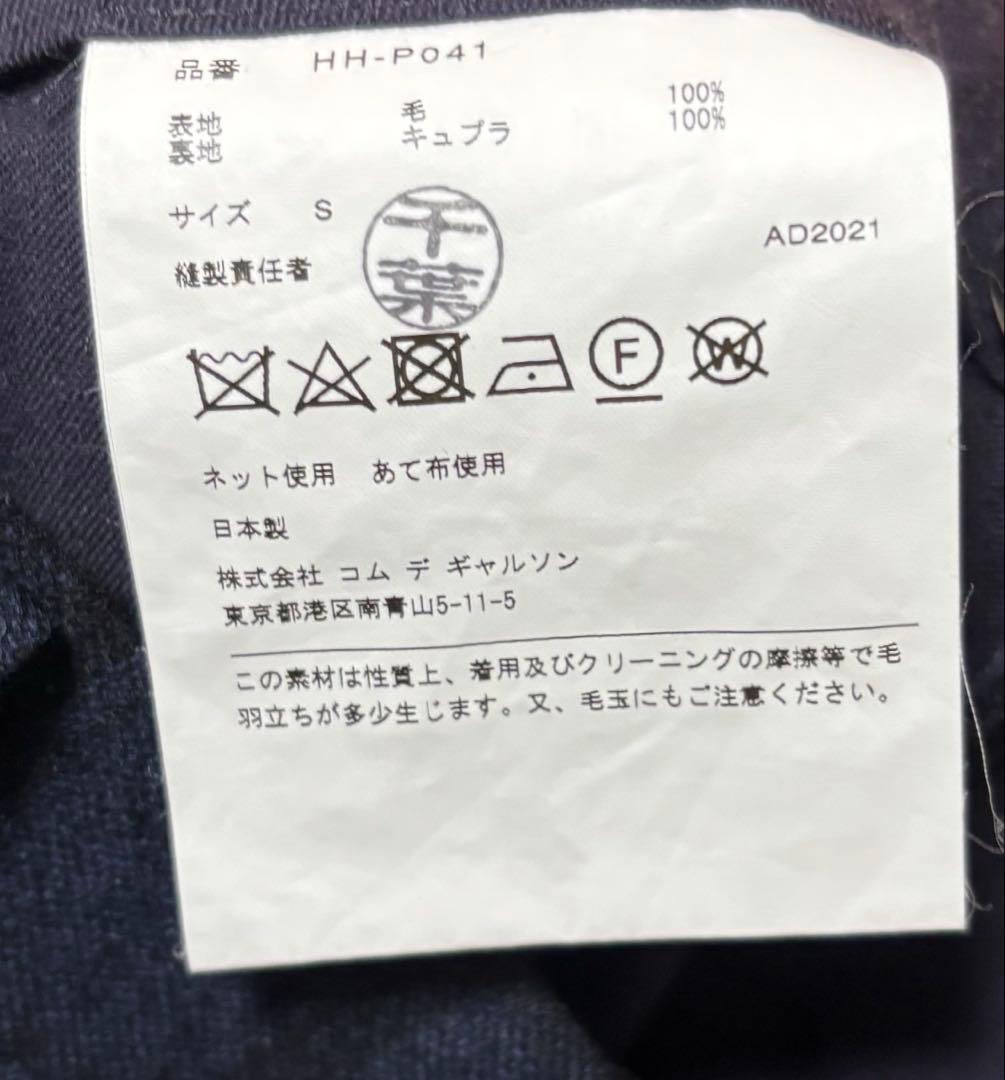 品番 HH-P041
表地 毛 100%
裏地 キュプラ 100%
サイズ S
千葉
AD2021
縫製責任者
F
W
ネット使用 あて布使用
日本製
株式会社 コム デ ギャルソン
東京都港区南青山5-11-5
この素材は性質上、着用及びクリーニングの摩擦等で毛
羽立ちが多少生じます。又、毛玉にもご注意ください。